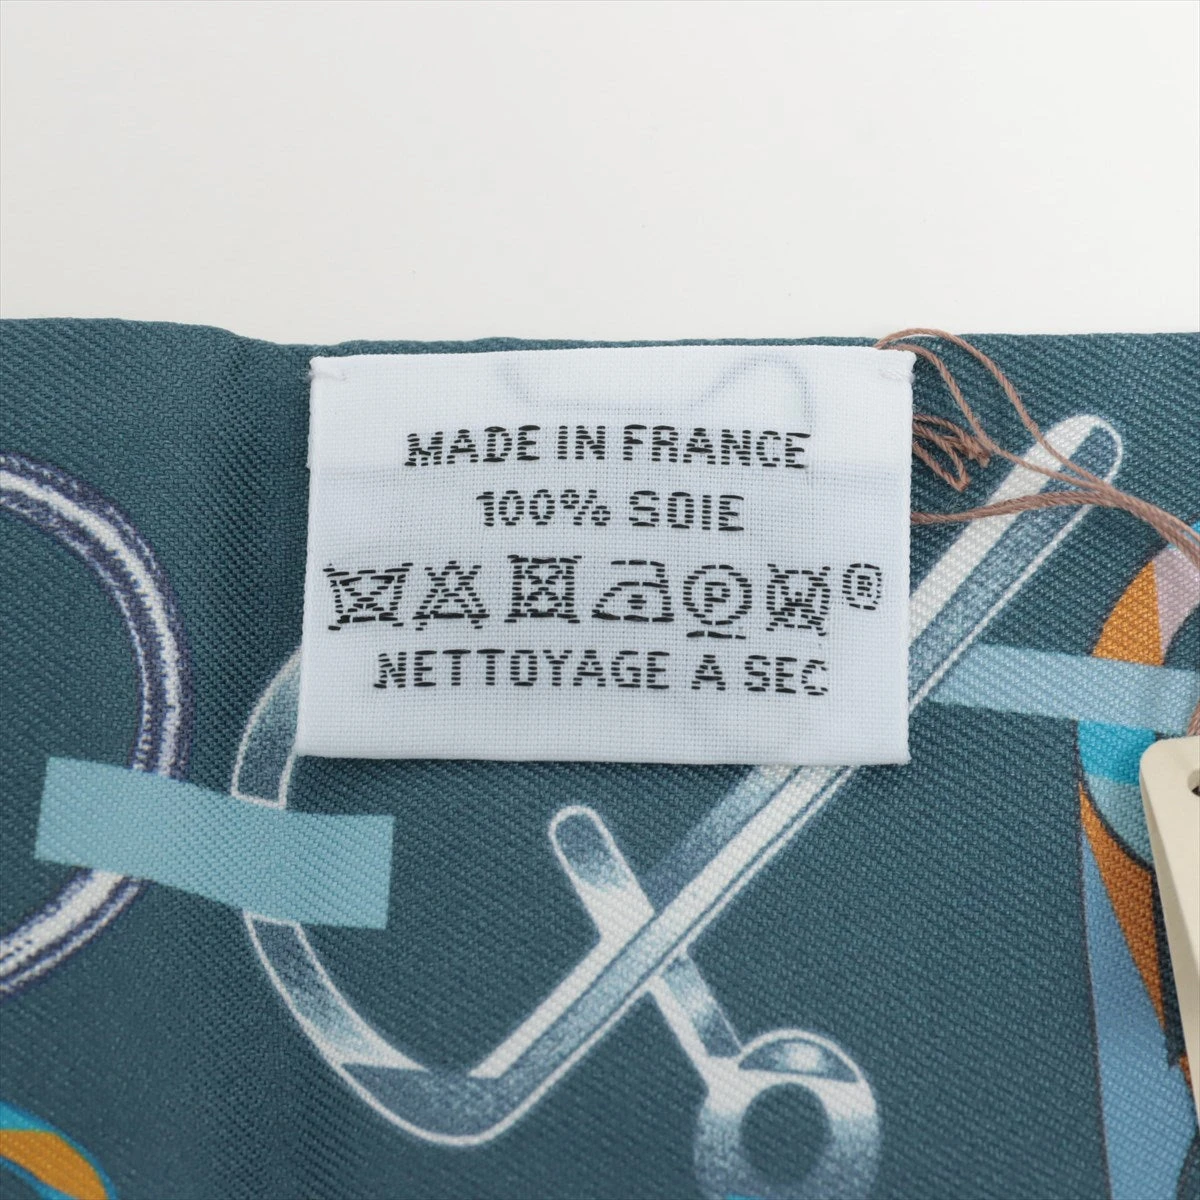 MADE IN FRANCE
100% SOIE
P W ®
NETTOYAGE A SEC